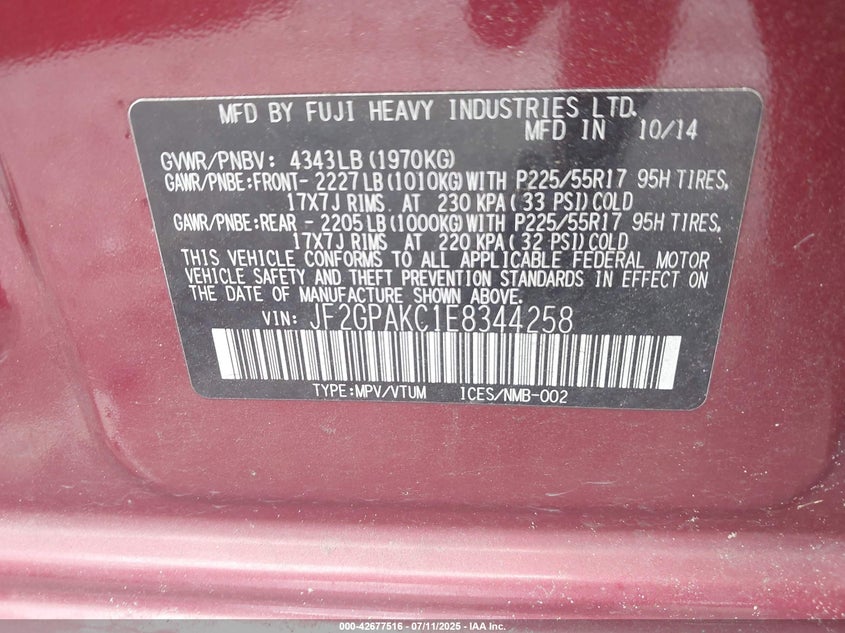 MFD BY FUJI HEAVY INDUSTRIES LTD.
MFD IN 10/14
GVWR/PNBV: 4343LB(1970KG)
GAWR/PNBE:FRONT-2227LB(1010KG)WITH P225/55R17 95H TIRES,
17X7J RIMS AT 230 KPA(33 PSI)COLD
GAWR/PNBE:REAR -2205LB(1000KG)WITH P225/55R17 95H TIRES,
17X7J RIMS AT 220 KPA(32 PSI)COLD
THIS VEHICLE CONFORMS TO ALL APPLICABLE FEDERAL MOTOR
VEHICLE SAFETY AND THEFT PREVENTION STANDARDS IN EFFECT ON
THE DATE OF MANUFACTURE SHOWN ABOVE.
VIN: JF2GPAKC1E8344258
TYPE:MPV/VTUM ICES/NMB-002
000-42677516 - 07/11/2025 - IAA Inc.